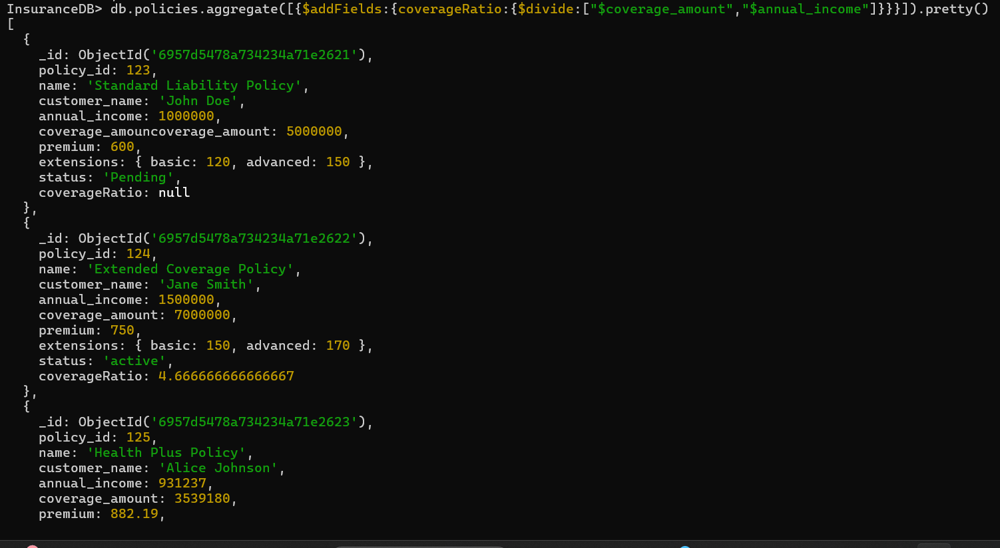 InsuranceDB> db.policies.aggregate([{$addFields:{coverageRatio:{$divide:["$coverage_amount","$annual_income"]}}}]).pretty()
[
  {
    _id: ObjectId('6957d5478a734234a71e2621'),
    policy_id: 123,
    name: 'Standard Liability Policy',
    customer_name: 'John Doe',
    annual_income: 1000000,
    coverage_amouncoverage_amount: 5000000,
    premium: 600,
    extensions: { basic: 120, advanced: 150 },
    status: 'Pending',
    coverageRatio: null
  },
  {
    _id: ObjectId('6957d5478a734234a71e2622'),
    policy_id: 124,
    name: 'Extended Coverage Policy',
    customer_name: 'Jane Smith',
    annual_income: 1500000,
    coverage_amount: 7000000,
    premium: 750,
    extensions: { basic: 150, advanced: 170 },
    status: 'active',
    coverageRatio: 4.666666666666667
  },
  {
    _id: ObjectId('6957d5478a734234a71e2623'),
    policy_id: 125,
    name: 'Health Plus Policy',
    customer_name: 'Alice Johnson',
    annual_income: 931237,
    coverage_amount: 3539180,
    premium: 882.19,